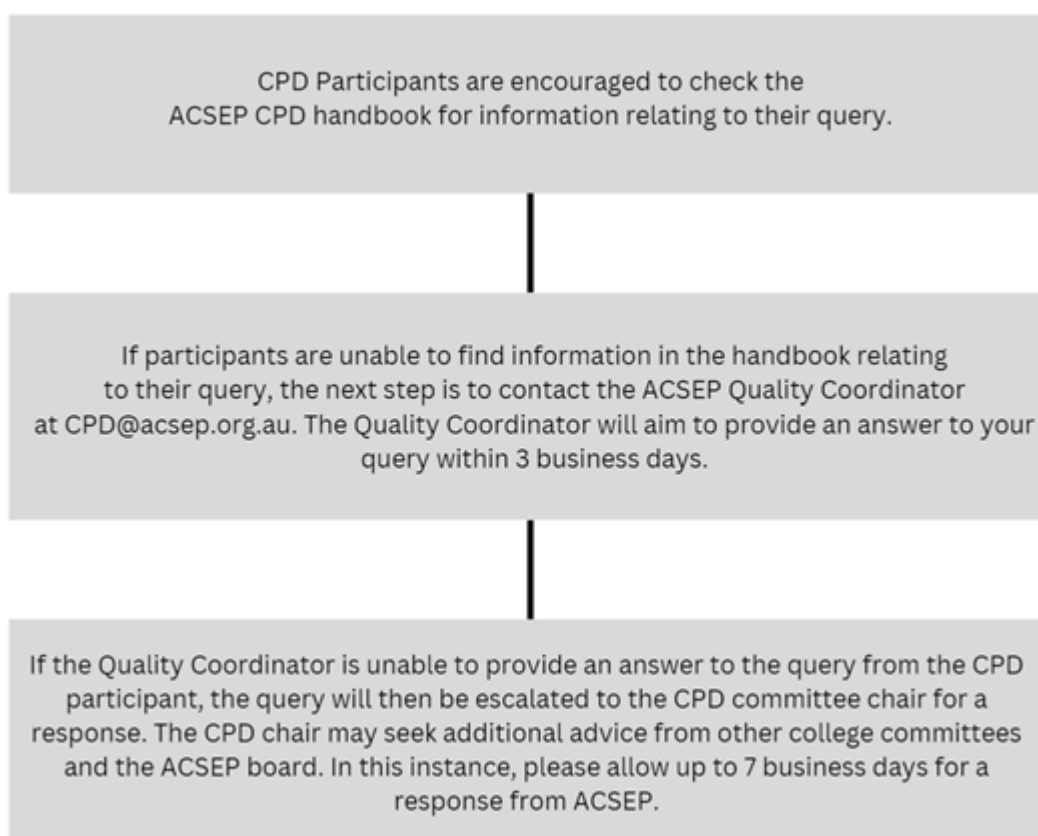 CPD Participants are encouraged to check the
ACSEP CPD handbook for information relating to their query.
If participants are unable to find information in the handbook relating
to their query, the next step is to contact the ACSEP Quality Coordinator
at CPD@acsep.org.au. The Quality Coordinator will aim to provide an answer to your
query within 3 business days.
If the Quality Coordinator is unable to provide an answer to the query from the CPD
participant, the query will then be escalated to the CPD committee chair for a
response. The CPD chair may seek additional advice from other college committees
and the ACSEP board. In this instance, please allow up to 7 business days for a
response from ACSEP.